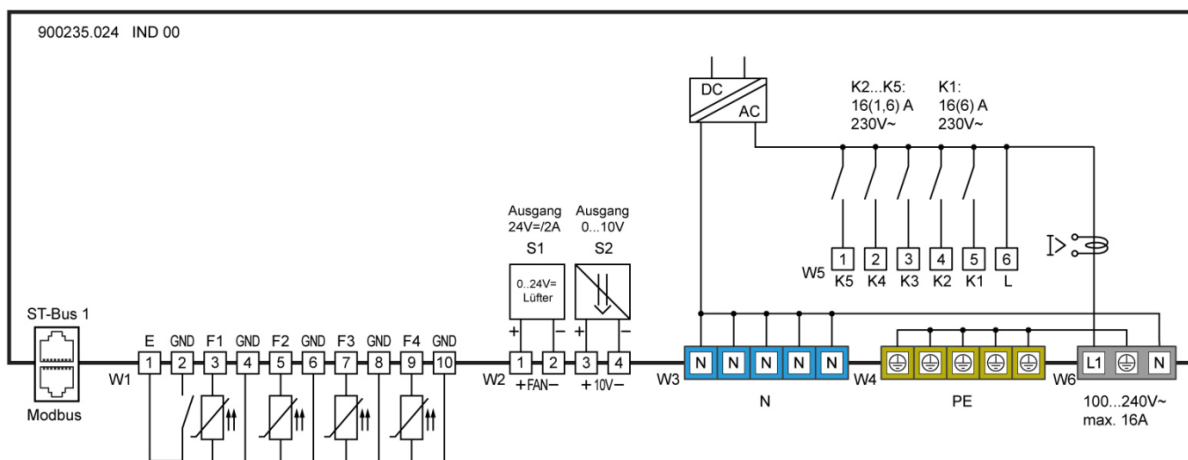 900235.024 IND 00
DC
AC
K2...K5:
16(1,6) A
230V~
K1:
16(6) A
230V~
Ausgang
24V=/2A
S1
Ausgang
0...10V
S2
0..24V=
Lüfter
+ −
+ −
W5 1 2 3 4 5 6
K5 K4 K3 K2 K1 L
I>
ST-Bus 1
Modbus
E GND F1 GND F2 GND F3 GND F4 GND
W1 1 2 3 4 5 6 7 8 9 10
W2 1 2 3 4
+FAN−
+10V−
W3 N N N N N
N
W4
PE
W6 L1 N
100...240V~
max. 16A